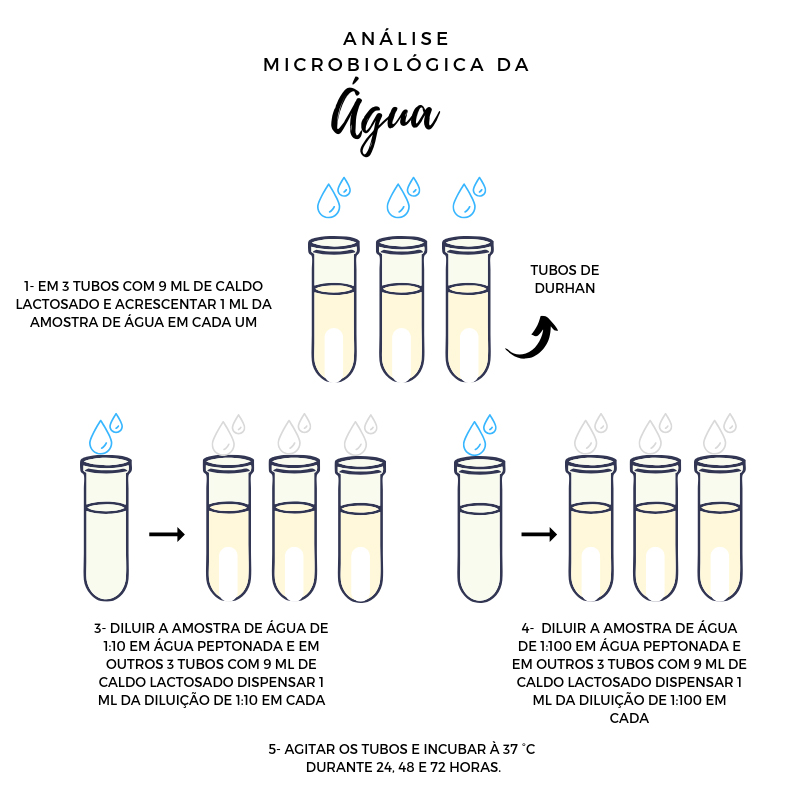 ANÁLISE
MICROBIOLÓGICA DA
Água
1- EM 3 TUBOS COM 9 ML DE CALDO
LACTOSADO E ACRESCENTAR 1 ML DA
AMOSTRA DE ÁGUA EM CADA UM
TUBOS DE
DURHAN
3- DILUIR A AMOSTRA DE ÁGUA DE
1:10 EM ÁGUA PEPTONADA E EM
OUTROS 3 TUBOS COM 9 ML DE
CALDO LACTOSADO DISPENSAR 1
ML DA DILUIÇÃO DE 1:10 EM CADA
4- DILUIR A AMOSTRA DE ÁGUA
DE 1:100 EM ÁGUA PEPTONADA E
EM OUTROS 3 TUBOS COM 9 ML DE
CALDO LACTOSADO DISPENSAR 1
ML DA DILUIÇÃO DE 1:100 EM
CADA
5- AGITAR OS TUBOS E INCUBAR À 37 °C
DURANTE 24, 48 E 72 HORAS.